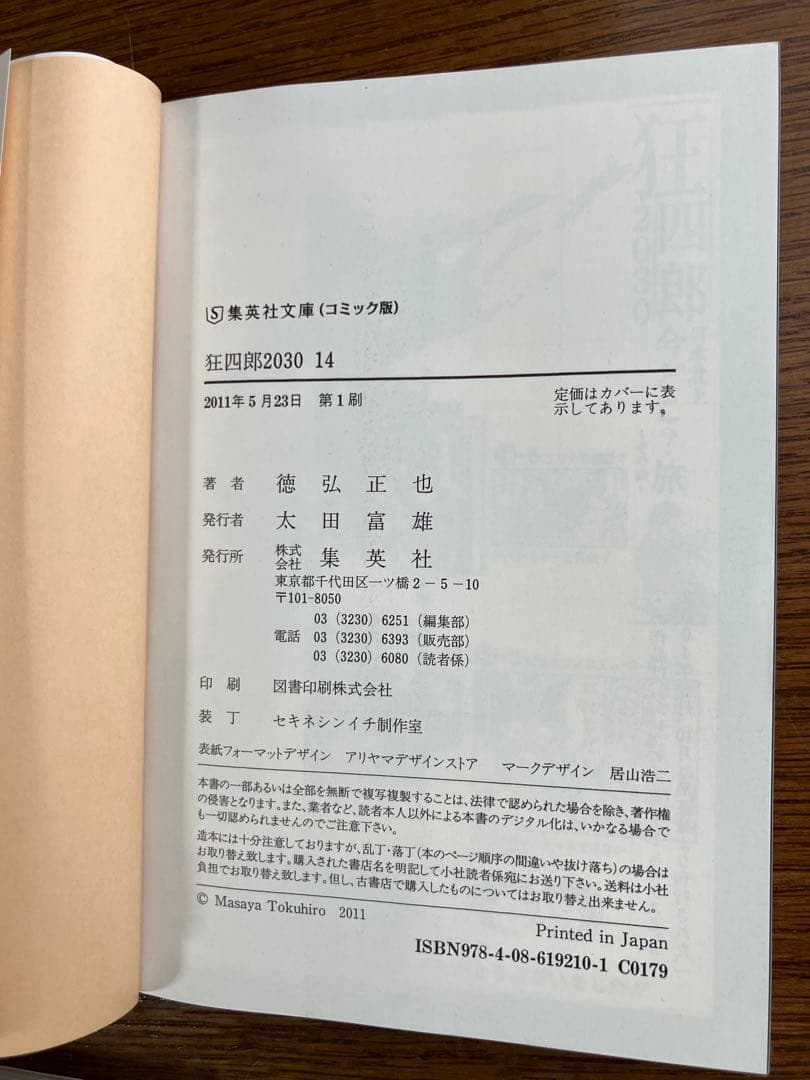 S 集英社文庫(コミック版)
狂四郎2030 14
2011年5月23日 第1刷
定価はカバーに表
示してあります。
著者 徳弘正也
発行者 太田富雄
発行所 株式会社 集英社
東京都千代田区一ツ橋2-5-10
〒101-8050
03 (3230) 6251 (編集部)
電話 03 (3230) 6393 (販売部)
03 (3230) 6080 (読者係)
印刷 図書印刷株式会社
装丁 セキネシンイチ制作室
表紙フォーマットデザイン アリヤマデザインストア マークデザイン 居山浩二
本書の一部あるいは全部を無断で複写複製することは、法律で認められた場合を除き、著作権
の侵害となります。また、業者など、読者本人以外による本書のデジタル化は、いかなる場合で
も一切認められませんのでご注意下さい。
造本には十分注意しておりますが、乱丁・落丁(本のページ順序の間違いや抜け落ち)の場合は
お取り替え致します。購入された書店名を明記して小社読者係宛にお送り下さい。送料は小社
負担でお取り替え致します。但し、古書店で購入したものについてはお取り替え出来ません。
© Masaya Tokuhiro 2011
Printed in Japan
ISBN978-4-08-619210-1 C0179